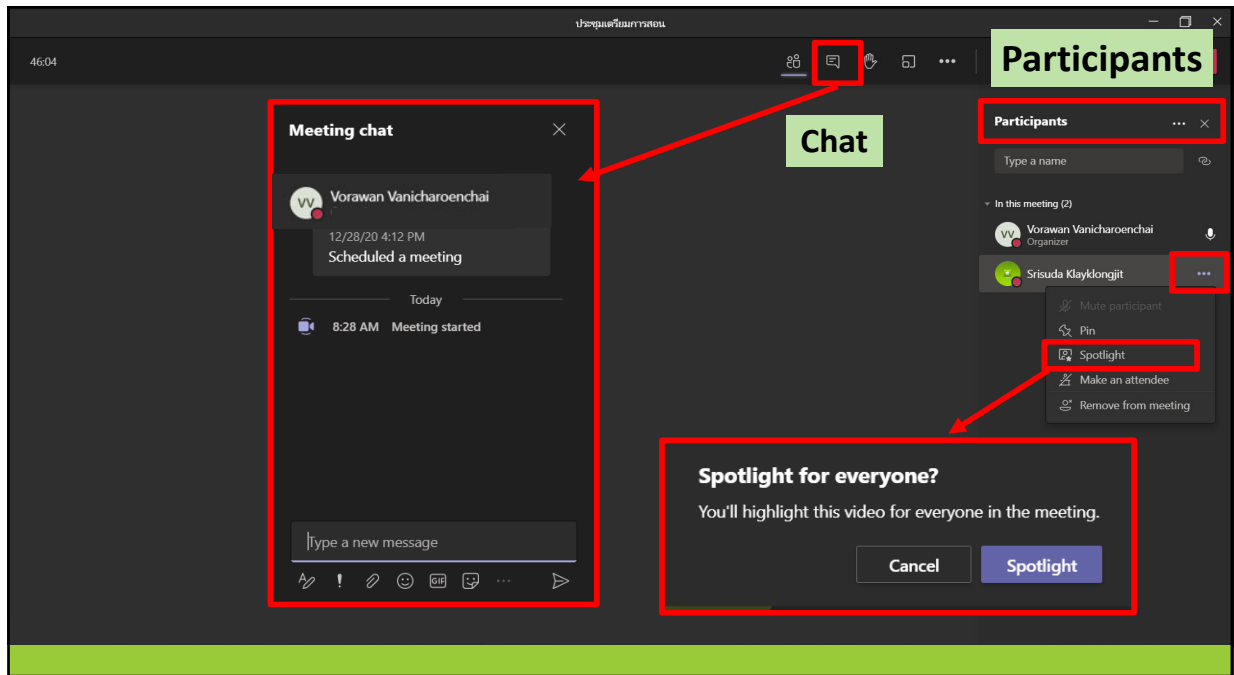 ประชุมเตรียมการสอน
46:04
Participants
Chat
Meeting chat
VV
Vorawan Vanicharoenchai
12/28/20 4:12 PM
Scheduled a meeting
Today
8:28 AM Meeting started
Type a new message
GIF
Participants
Type a name
In this meeting (2)
VV
Vorawan Vanicharoenchai
Organizer
Srisuda Klayklongjit
Mute participant
Pin
Spotlight
Make an attendee
Remove from meeting
Spotlight for everyone?
You'll highlight this video for everyone in the meeting.
Cancel
Spotlight